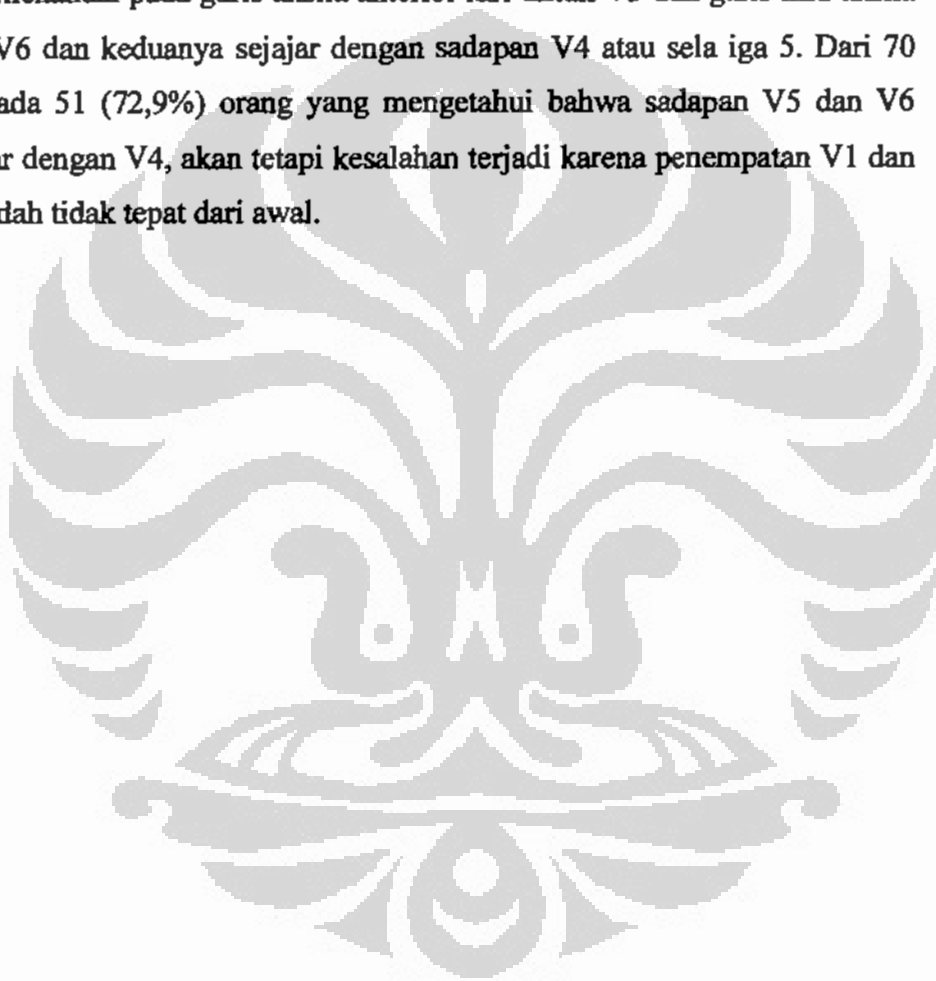 V6 dan keduanya sejajar dengan sadapan V4 atau sela iga 5. Dari 70
ada 51 (72,9%) orang yang mengetahui bahwa sadapan V5 dan V6
r dengan V4, akan tetapi kesalahan terjadi karena penempatan V1 dan
dah tidak tepat dari awal.